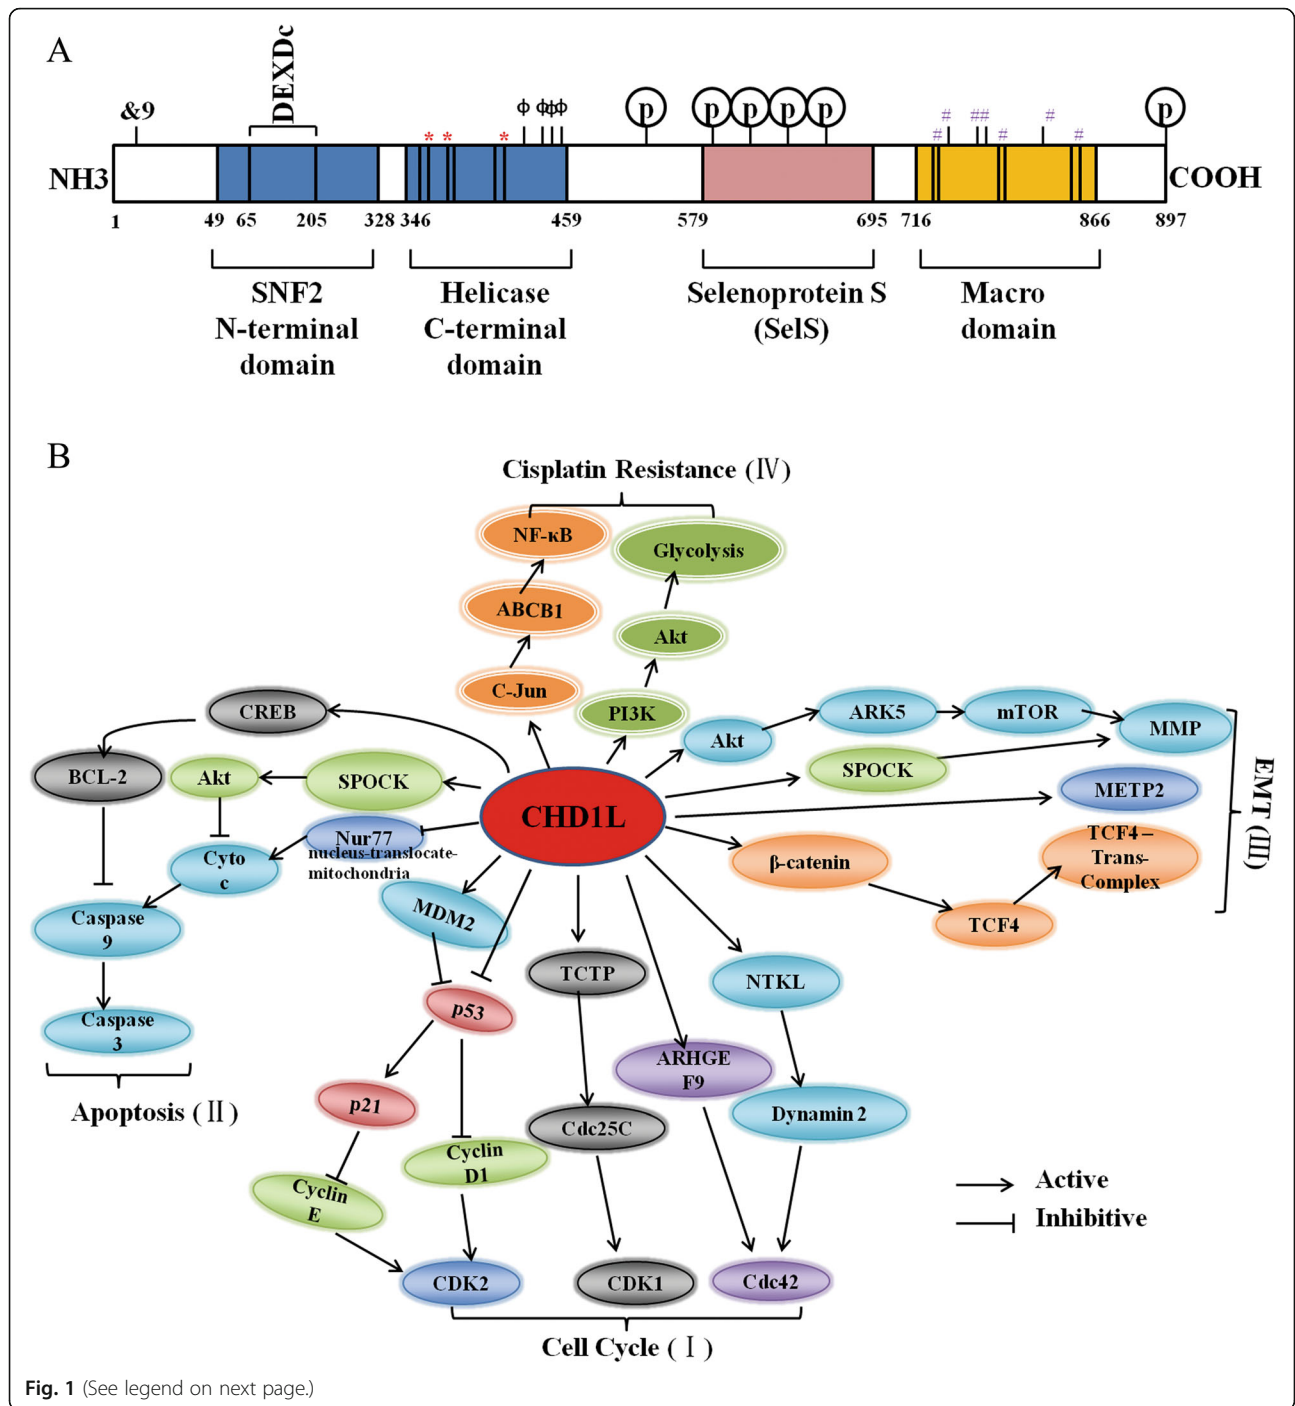 A
DEXDc
&9
ϕ ϕϕϕ
p
p p p p
p
* * *
# # ## # # #
NH3
COOH
1 49 65 205 328 346 459 579 695 716 866 897
SNF2
N-terminal
domain
Helicase
C-terminal
domain
Selenoprotein S
(SelS)
Macro
domain
B
Cisplatin Resistance (Ⅳ)
NF-κB
Glycolysis
ABCB1
Akt
C-Jun
PI3K
CREB
BCL-2
Akt
SPOCK
Nur77
nucleus-translocate-
mitochondria
Cyto
c
Caspase
9
Caspase
3
Apoptosis (Ⅱ)
CHD1L
Akt
ARK5
mTOR
MMP
SPOCK
METP2
β-catenin
TCF4
TCF4–
Trans-
Complex
EMT (Ⅲ)
MDM2
p53
p21
Cyclin
E
Cyclin
D1
CDK2
TCTP
Cdc25C
CDK1
ARHGE
F9
NTKL
Dynamin 2
Cdc42
Cell Cycle (Ⅰ)
Active
Inhibitive
Fig. 1 (See legend on next page.)